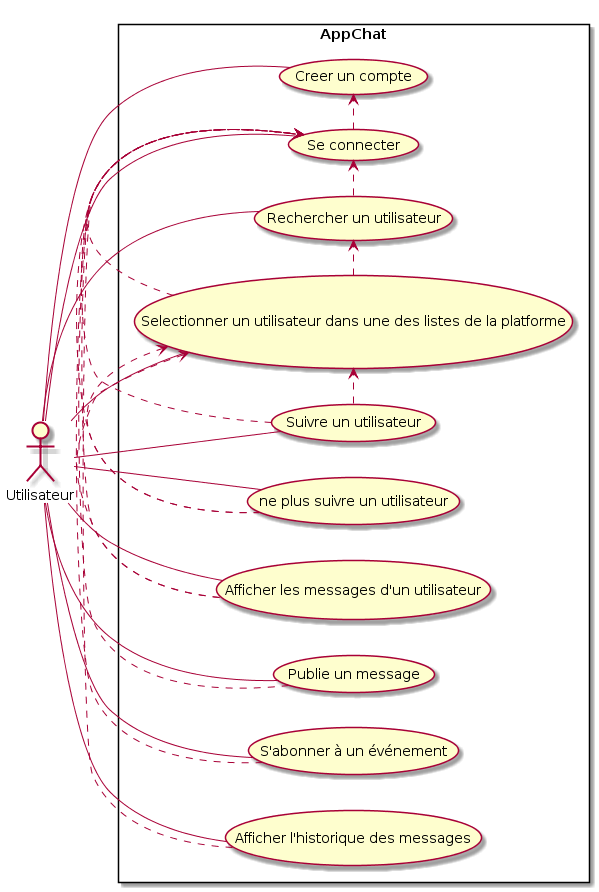 AppChat
Creer un compte
Se connecter
Rechercher un utilisateur
Selectionner un utilisateur dans une des listes de la platforme
Suivre un utilisateur
Utilisateur
ne plus suivre un utilisateur
Afficher les messages d'un utilisateur
Publie un message
S'abonner à un événement
Afficher l'historique des messages